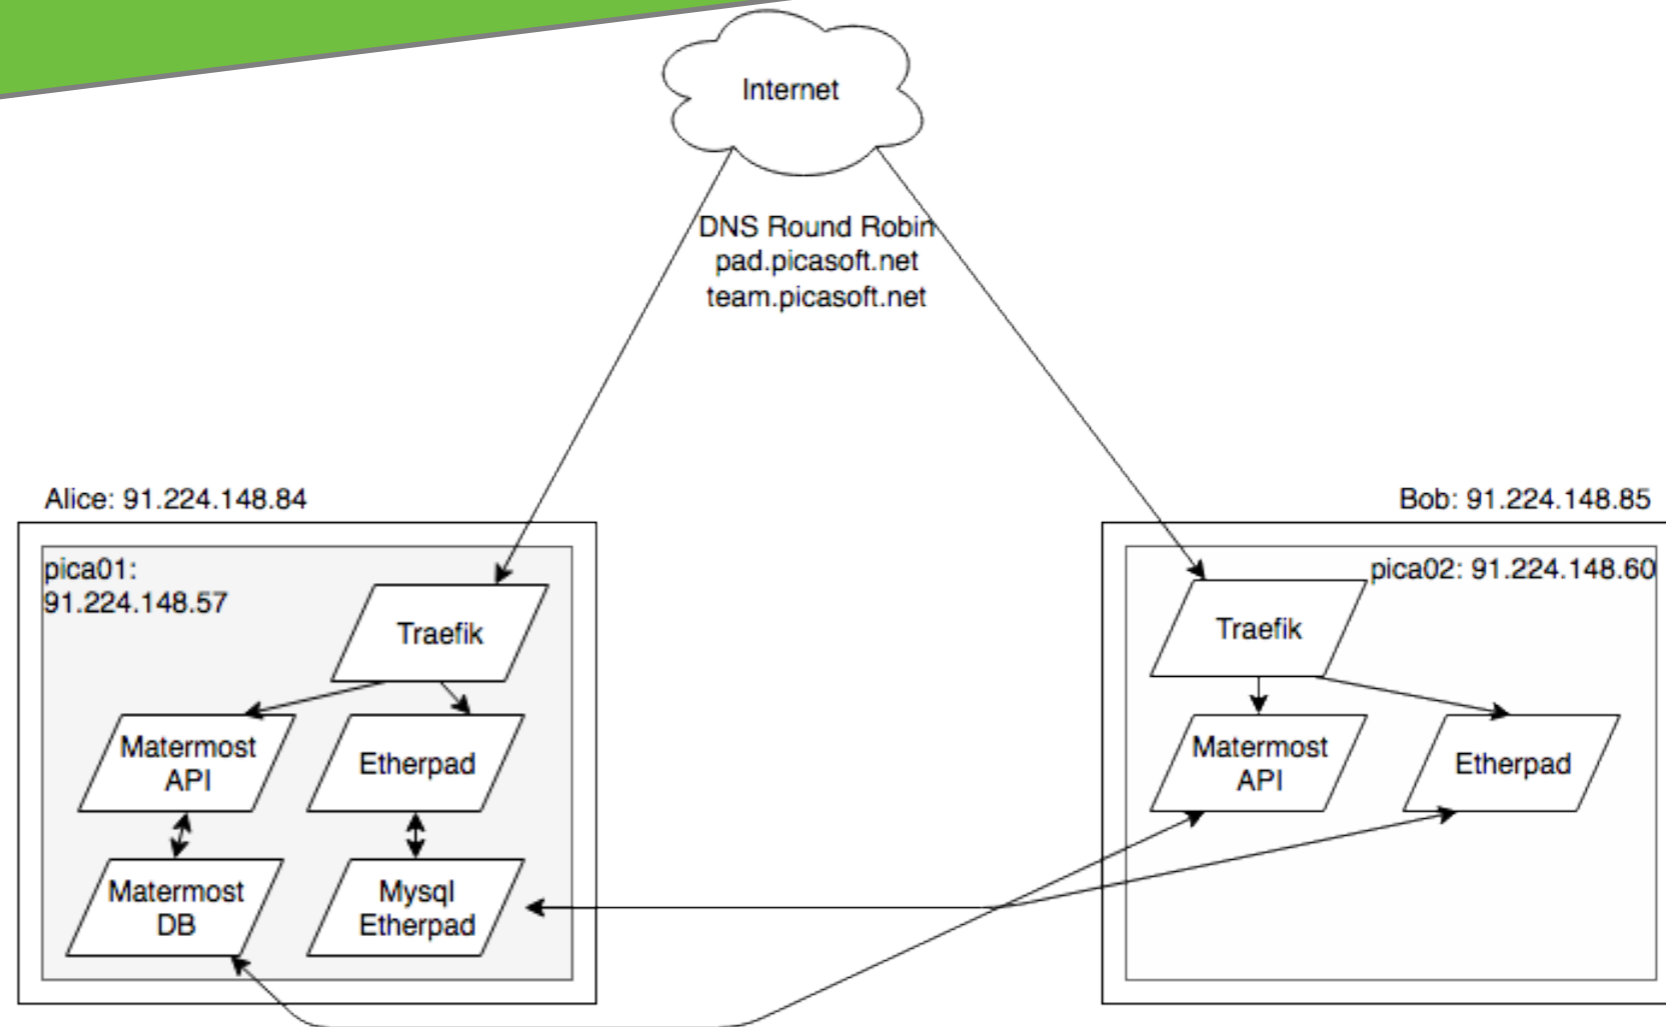 Internet
DNS Round Robin
pad.picasoft.net
team.picasoft.net
Alice: 91.224.148.84
pica01:
91.224.148.57
Traefik
Matermost
API
Etherpad
Matermost
DB
Mysql
Etherpad
Bob: 91.224.148.85
pica02: 91.224.148.60
Traefik
Matermost
API
Etherpad